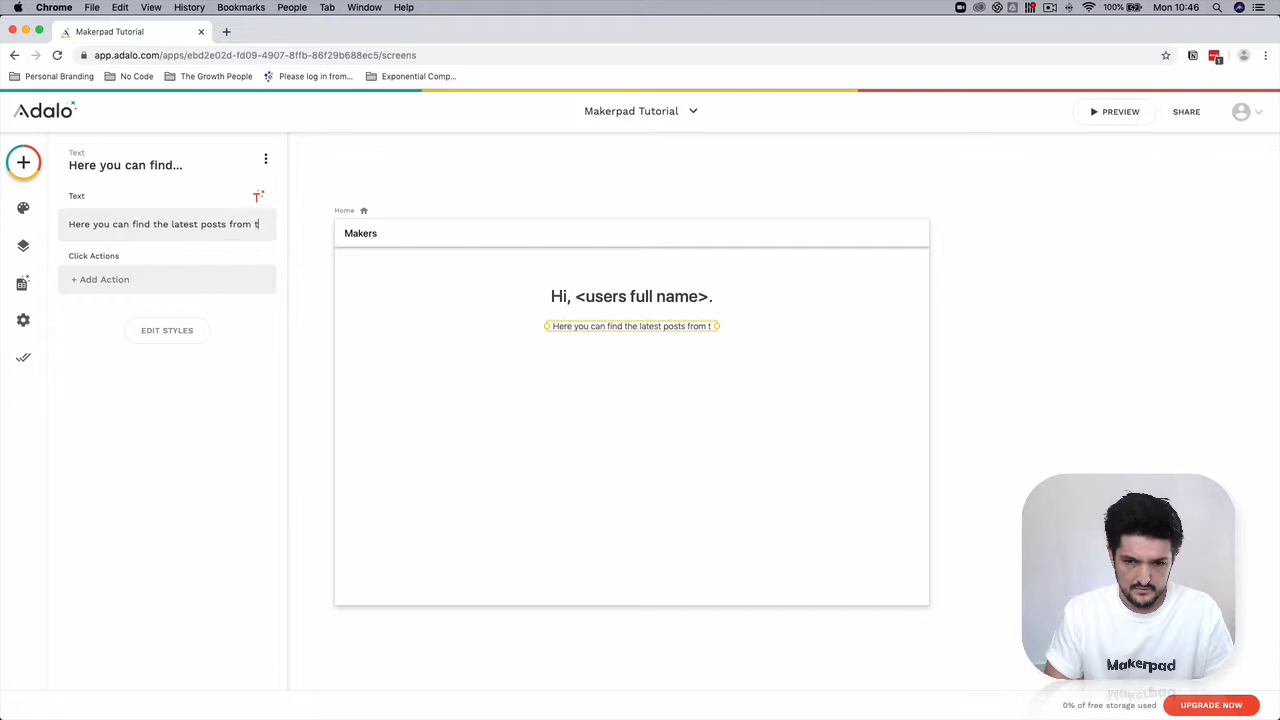 Chrome File Edit View History Bookmarks People Tab Window Help 100% Mon 10:46
Makerpad Tutorial
app.adalo.com/apps/ebd2e02d-fd09-4907-8ffb-86f29b688ec5/screens
Personal Branding No Code The Growth People Please log in from... Exponential Comp...
Adalo Makerpad Tutorial PREVIEW SHARE
Text
Here you can find...
Text
Here you can find the latest posts from t
Click Actions
+ Add Action
EDIT STYLES
Home
Makers
Hi, <users full name>.
Here you can find the latest posts from t
Makerpad
0% of free storage used UPGRADE NOW